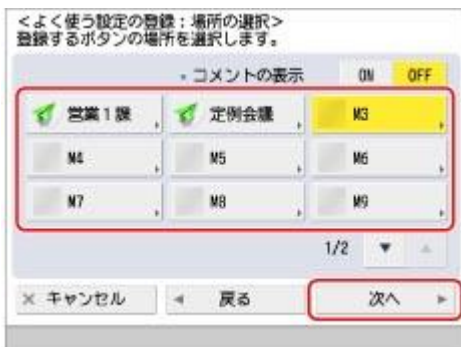 <よく使う設定の登録：場所の選択>
登録するボタンの場所を選択します。
コメントの表示 ON OFF
営業１課 定例会議 M3
M4 M5 M6
M7 M8 M9
1/2 ▼ ▲
× キャンセル ◀ 戻る 次へ ▶